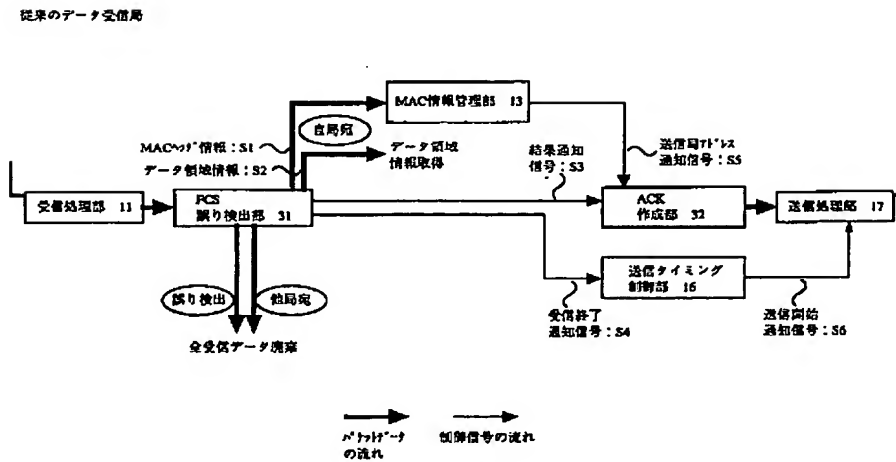 従来のデータ受信局
MAC情報管理部 13
自局宛
MACヘッダ情報：S1
データ領域情報：S2
データ領域
情報取得
結果通知
信号：S3
送信局アドレス
通知信号：S5
受信処理部 11
FCS
誤り検出部 31
ACK
作成部 32
送信処理部 17
送信タイミング
制御部 16
誤り検出
他局宛
全受信データ廃棄
受信終了
通知信号：S4
送信開始
通知信号：S6
パケットデータ
の流れ
制御信号の流れ